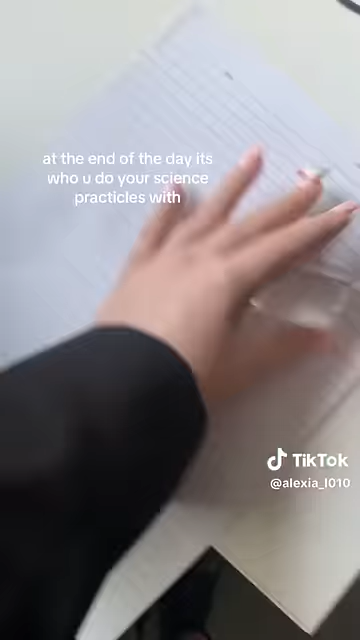 at the end of the day its
who u do your science
practicles with
TikTok
@alexia_l010